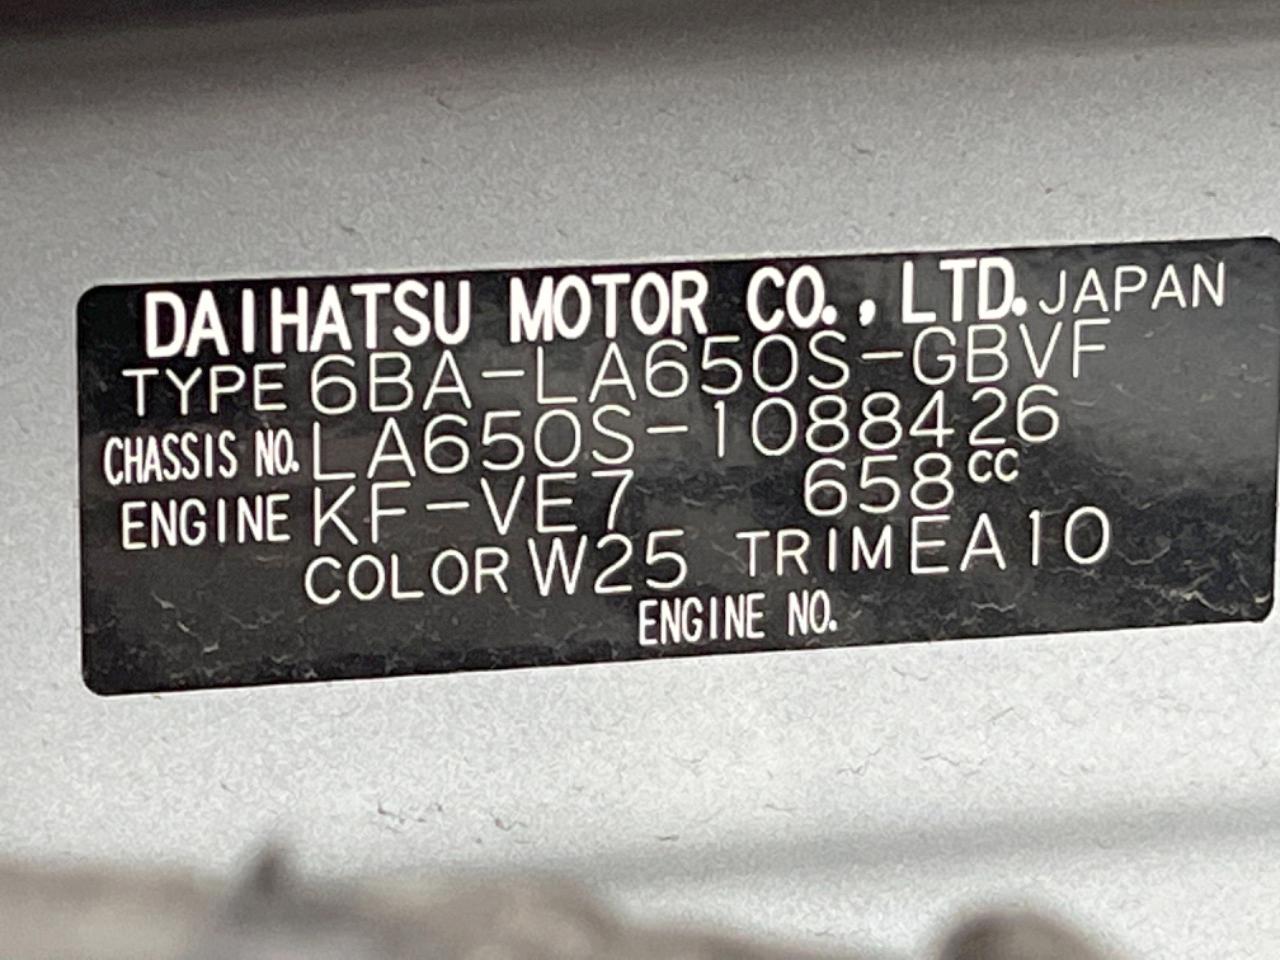 DAIHATSU MOTOR CO., LTD. JAPAN
TYPE 6BA-LA650S-GBVF
CHASSIS NO. LA650S-1088426
ENGINE KF-VE7 658cc
COLOR W25 TRIM EA10
ENGINE NO.